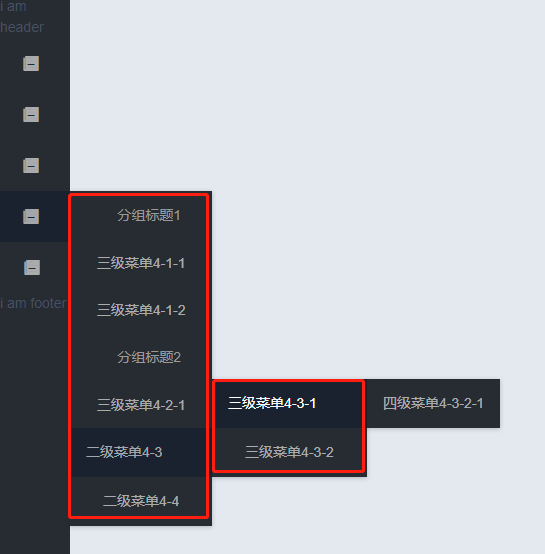 i am
header
分组标题1
三级菜单4-1-1
三级菜单4-1-2
分组标题2
三级菜单4-2-1
二级菜单4-3
二级菜单4-4
三级菜单4-3-1
三级菜单4-3-2
四级菜单4-3-2-1
i am footer